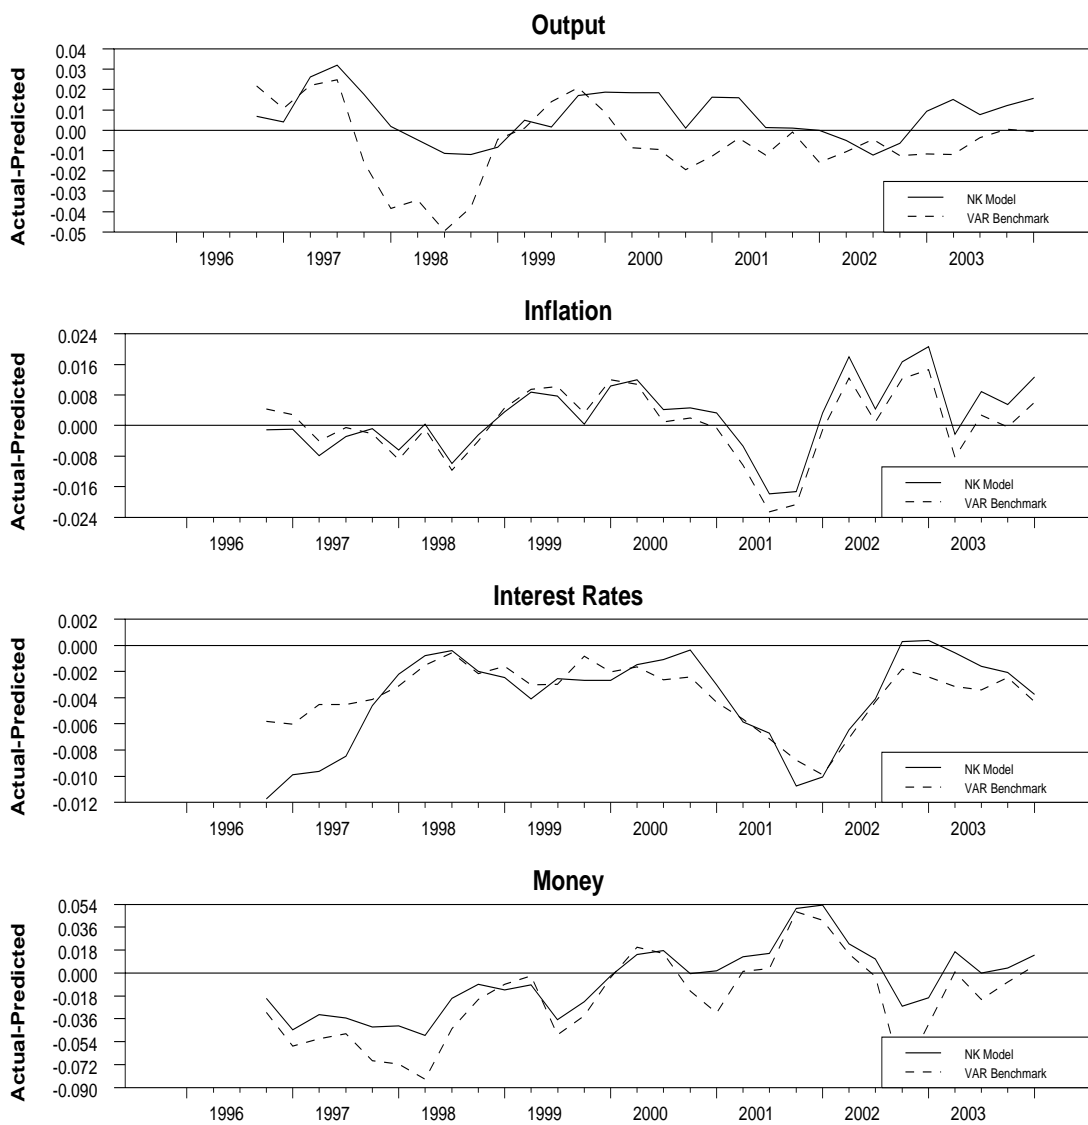 Output
Actual-Predicted
0.04
0.03
0.02
0.01
0.00
-0.01
-0.02
-0.03
-0.04
-0.05
NK Model
VAR Benchmark
1996 1997 1998 1999 2000 2001 2002 2003
Inflation
Actual-Predicted
0.024
0.016
0.008
0.000
-0.008
-0.016
-0.024
NK Model
VAR Benchmark
1996 1997 1998 1999 2000 2001 2002 2003
Interest Rates
Actual-Predicted
0.002
0.000
-0.002
-0.004
-0.006
-0.008
-0.010
-0.012
NK Model
VAR Benchmark
1996 1997 1998 1999 2000 2001 2002 2003
Money
Actual-Predicted
0.054
0.036
0.018
0.000
-0.018
-0.036
-0.054
-0.072
-0.090
NK Model
VAR Benchmark
1996 1997 1998 1999 2000 2001 2002 2003